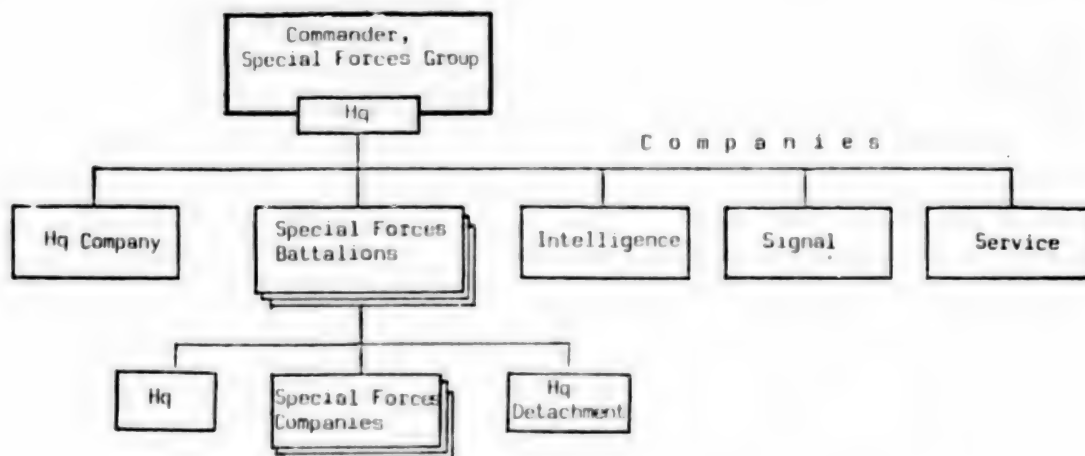 Commander,
Special Forces Group
Hq
C o m p a n i e s
Hq Company
Special Forces
Battalions
Intelligence
Signal
Service
Hq
Special Forces
Companies
Hq
Detachment